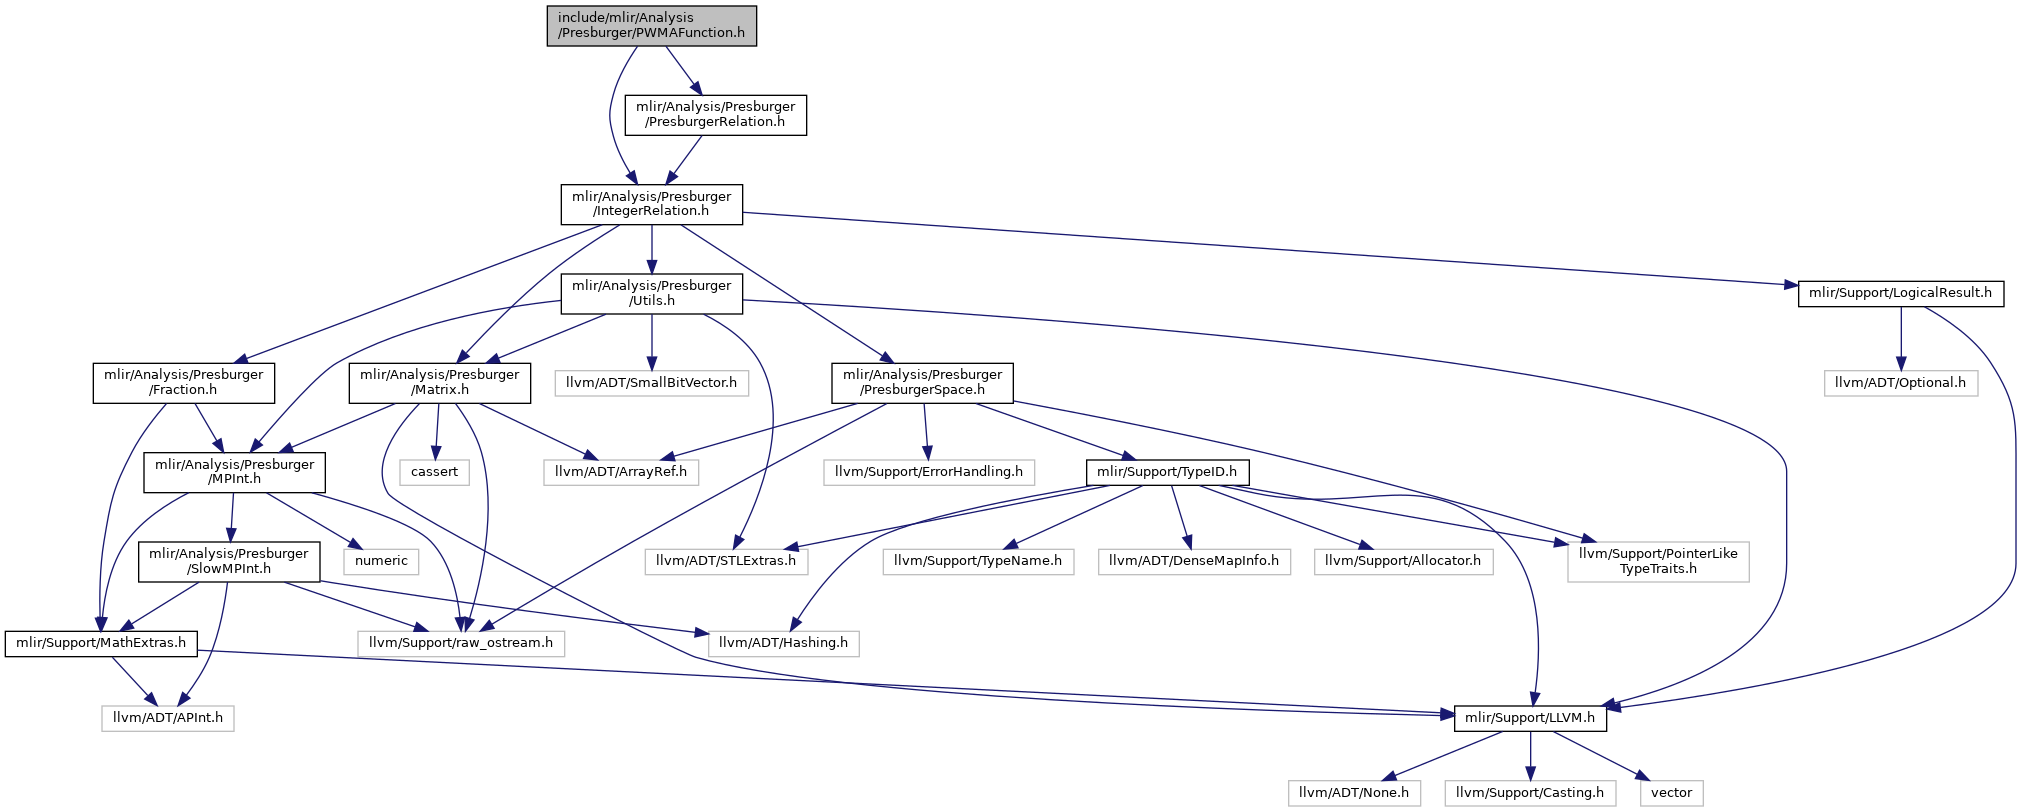 include/mlir/Analysis
/Presburger/PWMAFunction.h
mlir/Analysis/Presburger
/PresburgerRelation.h
mlir/Analysis/Presburger
/IntegerRelation.h
mlir/Analysis/Presburger
/Utils.h
mlir/Support/LogicalResult.h
mlir/Analysis/Presburger
/Fraction.h
mlir/Analysis/Presburger
/Matrix.h
llvm/ADT/SmallBitVector.h
mlir/Analysis/Presburger
/PresburgerSpace.h
llvm/ADT/Optional.h
mlir/Analysis/Presburger
/MPInt.h
cassert
llvm/ADT/ArrayRef.h
llvm/Support/ErrorHandling.h
mlir/Support/TypeID.h
mlir/Analysis/Presburger
/SlowMPInt.h
numeric
llvm/ADT/STLExtras.h
llvm/Support/TypeName.h
llvm/ADT/DenseMapInfo.h
llvm/Support/Allocator.h
llvm/Support/PointerLike
TypeTraits.h
mlir/Support/MathExtras.h
llvm/Support/raw_ostream.h
llvm/ADT/Hashing.h
llvm/ADT/APInt.h
mlir/Support/LLVM.h
llvm/ADT/None.h
llvm/Support/Casting.h
vector